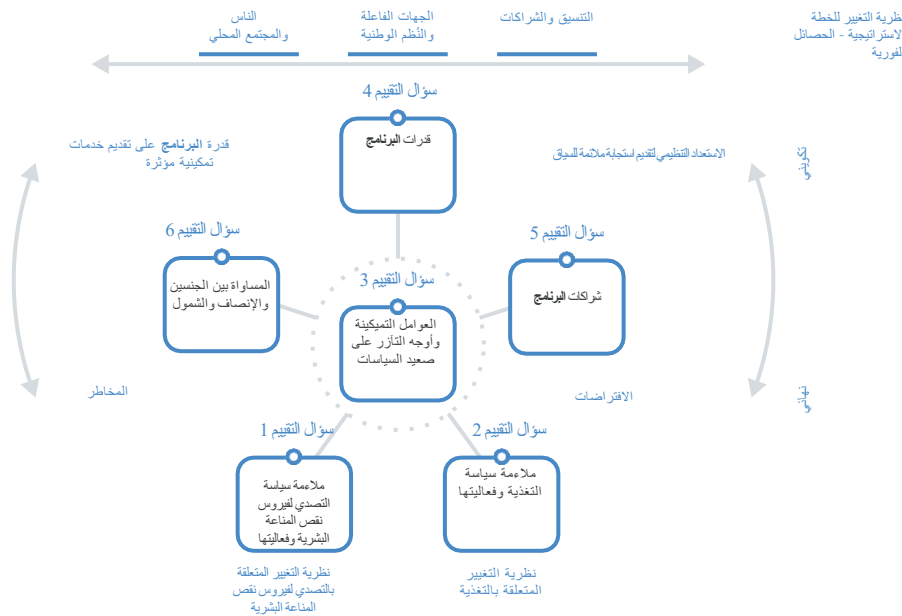 ظرية التغيير للخطة
لاستراتيجية - الحصائل
لفورية
التنسيق والشراكات
الجهات الفاعلة
والنُظم الوطنية
الناس
والمجتمع المحلي
سؤال التقييم 4
قدرات البرنامج
تكويني
الاستعداد التنظيمي لتقديم استجابة ملائمة للسياق
قدرة البرنامج على تقديم خدمات
تمكينية مؤثرة
سؤال التقييم 5
شراكات البرنامج
سؤال التقييم 6
المساواة بين الجنسين
والإنصاف والشمول
سؤال التقييم 3
العوامل التميكينة
وأوجه التآزر على
صعيد السياسات
نهائي
الافتراضات
المخاطر
سؤال التقييم 2
ملاءمة سياسة
التغذية وفعاليتها
نظرية التغيير
المتعلقة بالتغذية
سؤال التقييم 1
ملاءمة سياسة
التصدي لفيروس
نقص المناعة
البشرية وفعاليتها
نظرية التغيير المتعلقة
بالتصدي لفيروس نقص
المناعة البشرية